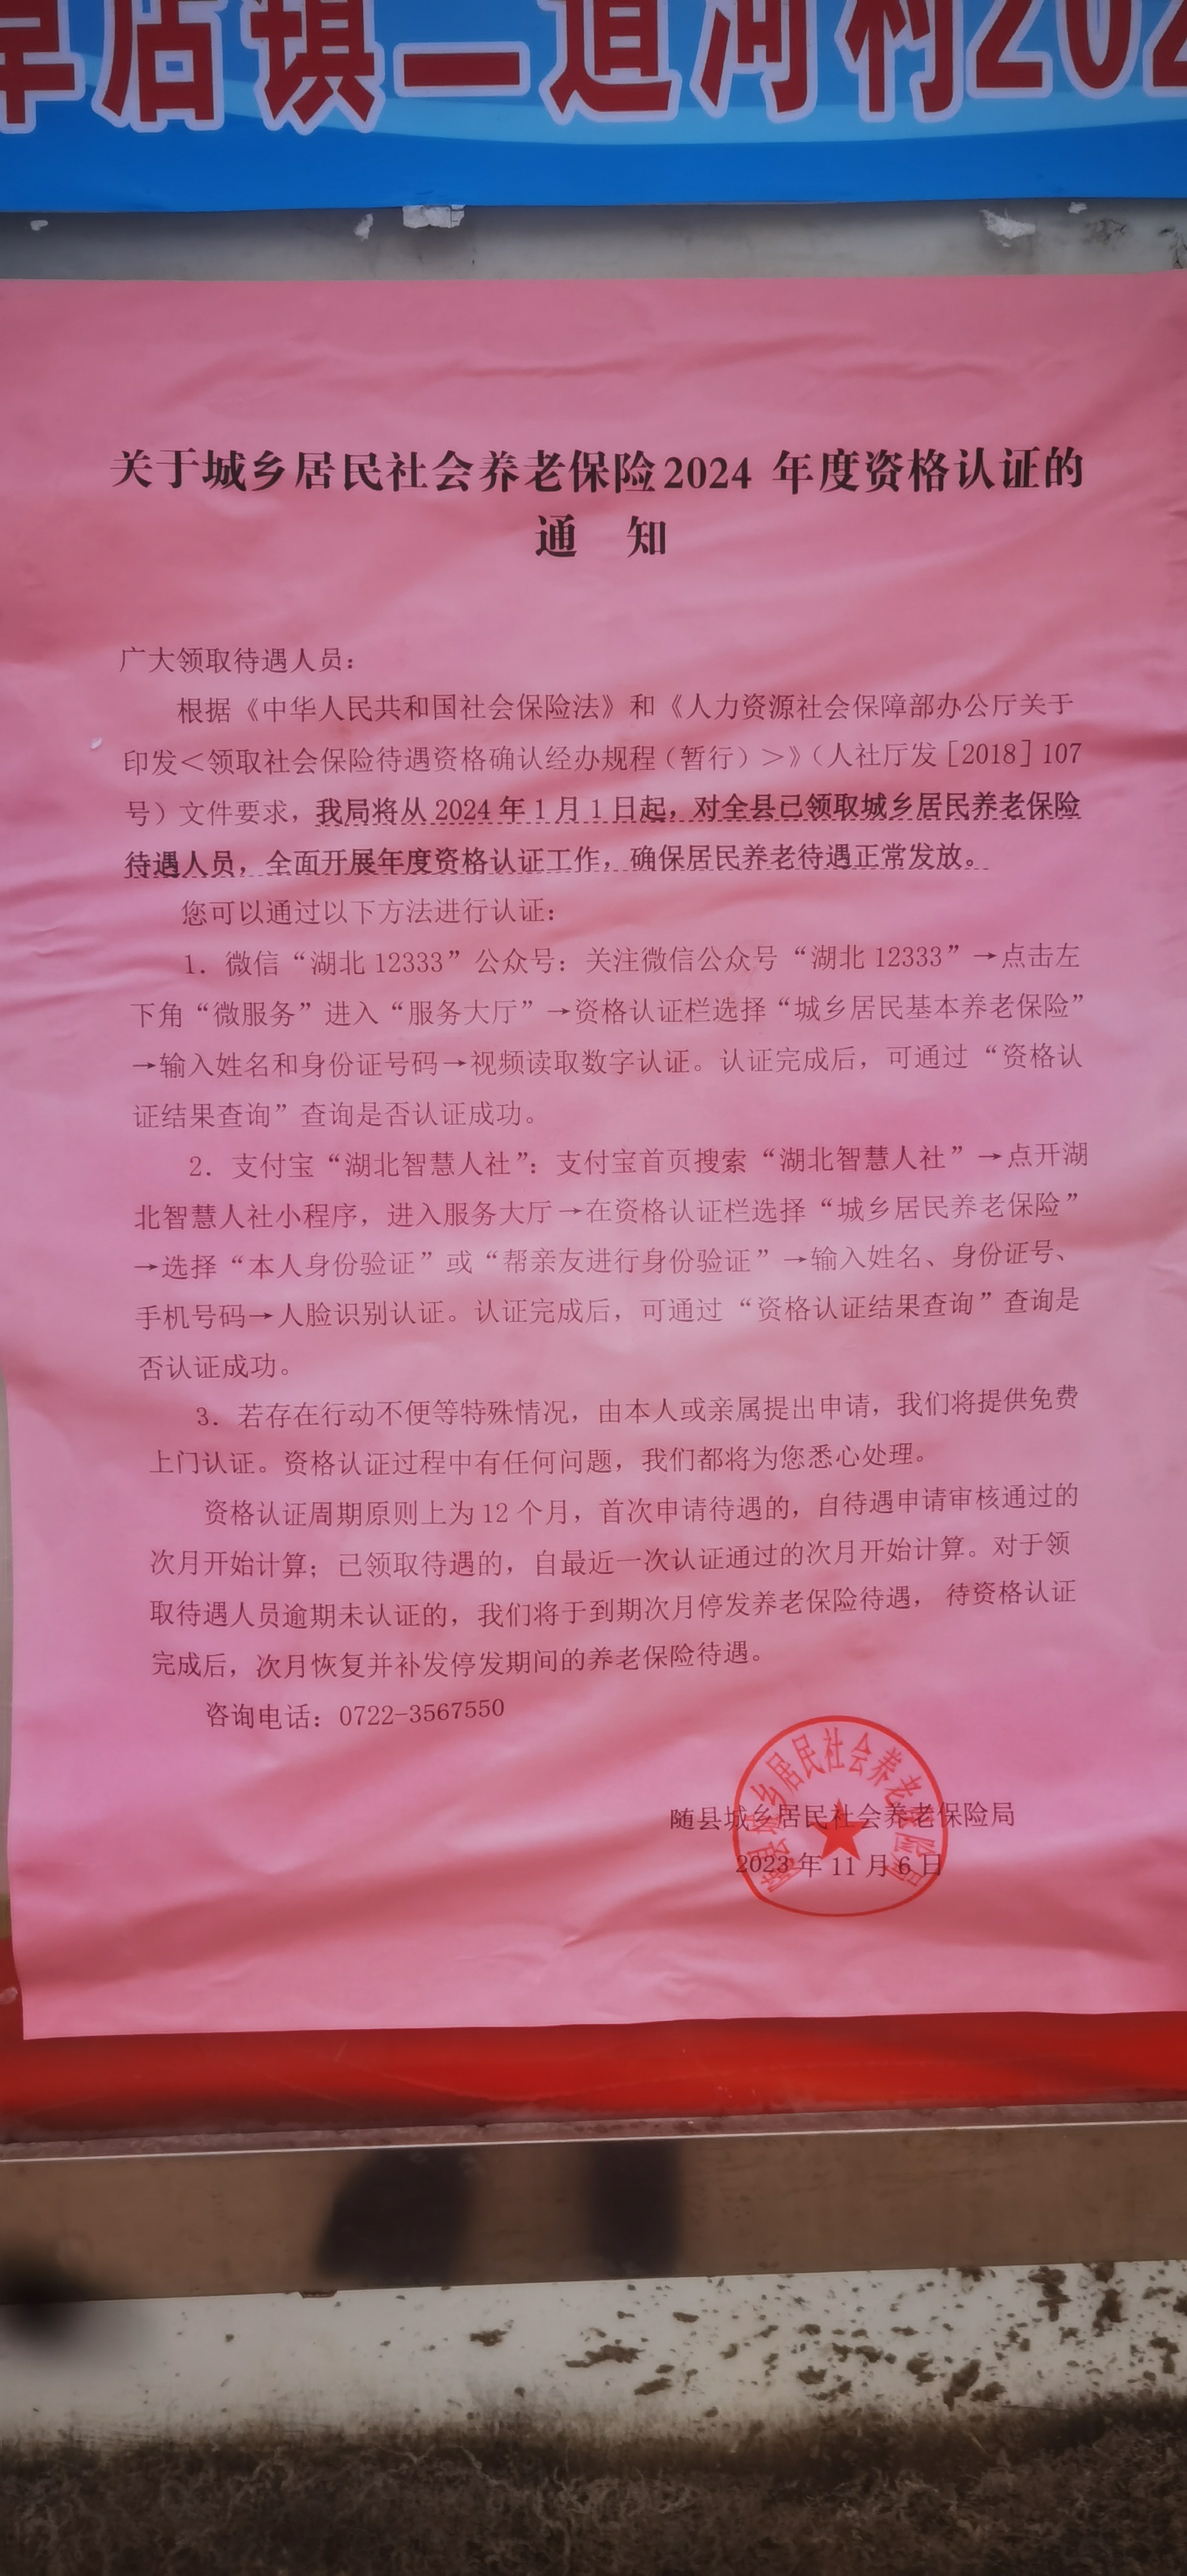 店镇二道河村202
关于城乡居民社会养老保险2024 年度资格认证的
通 知
广大领取待遇人员：
根据《中华人民共和国社会保险法》和《人力资源社会保障部办公厅关于
印发＜领取社会保险待遇资格确认经办规程（暂行）＞》（人社厅发［2018］107
号）文件要求，我局将从 2024 年 1 月 1 日起，对全县已领取城乡居民养老保险
待遇人员，全面开展年度资格认证工作，确保居民养老待遇正常发放。
您可以通过以下方法进行认证：
1. 微信“湖北 12333”公众号：关注微信公众号“湖北 12333”→点击左
下角“微服务”进入“服务大厅”→资格认证栏选择“城乡居民基本养老保险”
→输入姓名和身份证号码→视频读取数字认证。认证完成后，可通过“资格认
证结果查询”查询是否认证成功。
2. 支付宝“湖北智慧人社”：支付宝首页搜索“湖北智慧人社”→点开湖
北智慧人社小程序，进入服务大厅→在资格认证栏选择“城乡居民养老保险”
→选择“本人身份验证”或“帮亲友进行身份验证”→输入姓名、身份证号、
手机号码→人脸识别认证。认证完成后，可通过“资格认证结果查询”查询是
否认证成功。
3. 若存在行动不便等特殊情况，由本人或亲属提出申请，我们将提供免费
上门认证。资格认证过程中有任何问题，我们都将为您悉心处理。
资格认证周期原则上为 12 个月，首次申请待遇的，自待遇申请审核通过的
次月开始计算；已领取待遇的，自最近一次认证通过的次月开始计算。对于领
取待遇人员逾期未认证的，我们将于到期次月停发养老保险待遇，待资格认证
完成后，次月恢复并补发停发期间的养老保险待遇。
咨询电话：0722-3567550
随县城乡居民社会养老保险局
随县城乡居民社会养老保险局
2023 年 11 月 6 日